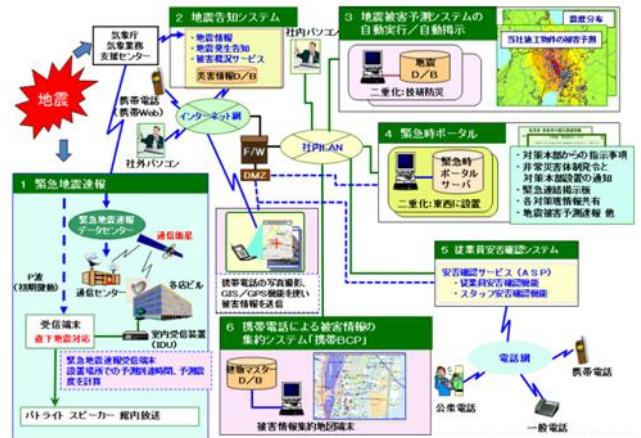 地震
気象庁
気象業務
支援センター
2 地震告知システム
・地震情報
・地震発生告知
・被害概況サービス
災害情報D/B
携帯電話
(携帯Web)
社外パソコン
インターネット網
社内パソコン
F/W
DMZ
社内LAN
3 地震被害予測システムの
自動実行/自動掲示
地震
D/B
二重化:技研防災
震度分布
当社施工物件の被害予測
4 緊急時ポータル
緊急時
ポータル
サーバ
二重化:東西に設置
・対策本部からの指示事項
・非常災害体制発令と
対策本部設置の通知
・緊急連絡掲示版
・各対策班情報共有
・地震被害予測速報 他
1 緊急地震速報
緊急地震速報
データセンター
通信衛星
P波
(初期微動)
通信センター
各店ビル
受信端末
直下地震対応
室内受信装置
(IDU)
緊急地震速報受信端末
設置場所での予測到達時間、予測震
度を計算
パトライト スピーカー 館内放送
携帯電話の写真撮影、
GIS/GPS機能を使い
被害情報を送信
5 従業員安否確認システム
安否確認サービス(ASP)
・従業員安否確認機能
・スタッフ安否確認機能
電話網
携帯電話
公衆電話
一般電話
6 携帯電話による被害情報の
集約システム「携帯BCP」
建物マスター
D/B
被害情報集約地図端末